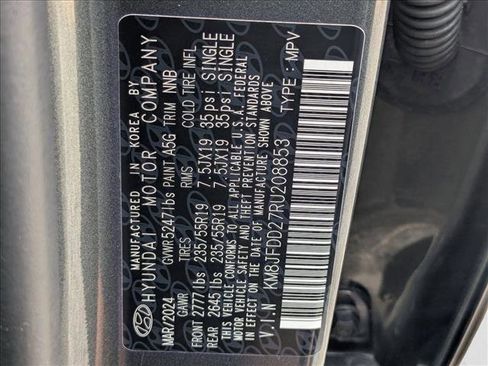 MANUFACTURED IN KOREA BY
HYUNDAI MOTOR COMPANY
MAR/2024 GVWR 5247 lbs PAINT A5G TRIM NNB
GAWR TIRES RIMS COLD TIRE INFL.
FRONT 2777 lbs 235/55R19 7.5JX19 35psi SINGLE
REAR 2645 lbs 235/55R19 7.5JX19 35psi SINGLE
THIS VEHICLE CONFORMS TO ALL APPLICABLE U.S.A. FEDERAL
MOTOR VEHICLE SAFETY AND THEFT PREVENTION STANDARDS
IN EFFECT ON THE DATE OF MANUFACTURE SHOWN ABOVE.
V.I.N KM8JFDD27RU208853 TYPE: MPV